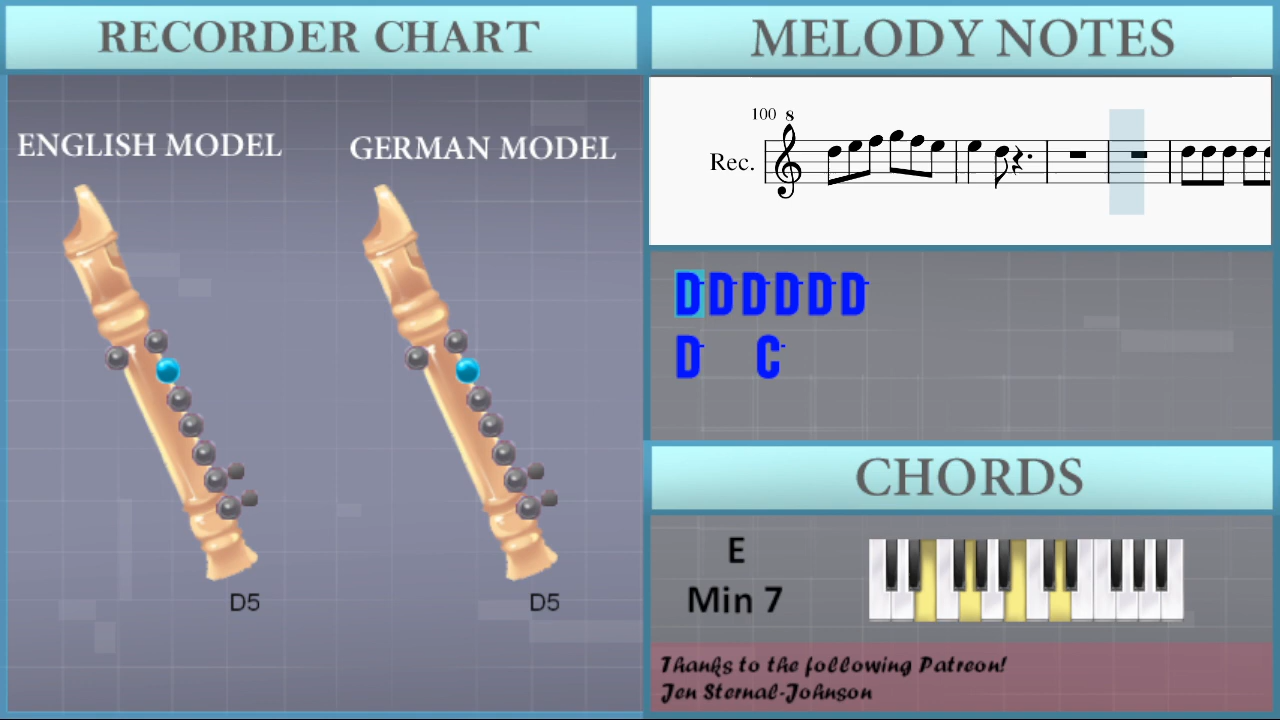 RECORDER CHART
ENGLISH MODEL
GERMAN MODEL
D5
D5
MELODY NOTES
100
8
Rec.
D D D D D D
D C
CHORDS
E
Min 7
Thanks to the following Patreon!
Jen Sternal-Johnson